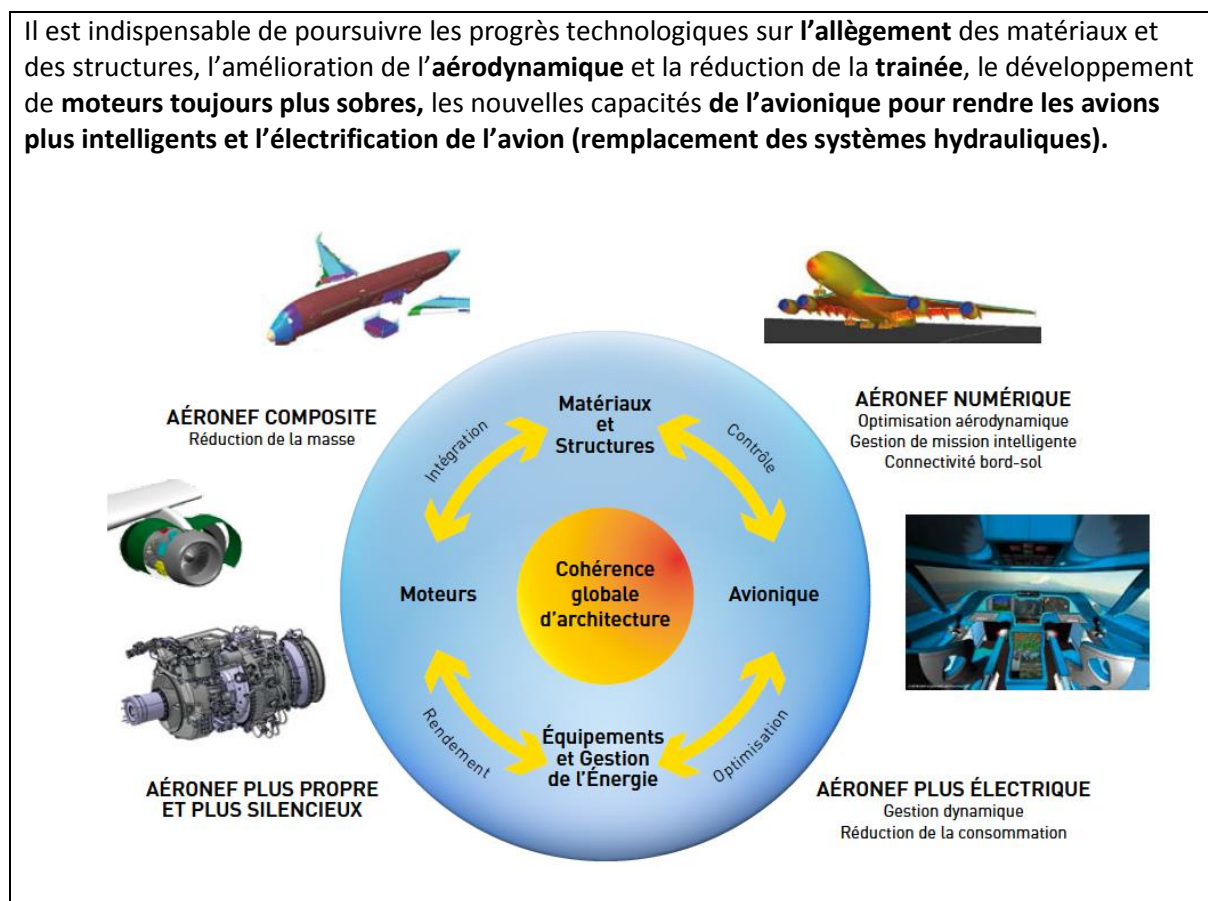 Il est indispensable de poursuivre les progrès technologiques sur l’allègement des matériaux et
des structures, l’amélioration de l’aérodynamique et la réduction de la trainée, le développement
de moteurs toujours plus sobres, les nouvelles capacités de l’avionique pour rendre les avions
plus intelligents et l’électrification de l’avion (remplacement des systèmes hydrauliques).
AÉRONEF COMPOSITE
Réduction de la masse
AÉRONEF NUMÉRIQUE
Optimisation aérodynamique
Gestion de mission intelligente
Connectivité bord-sol
Matériaux
et
Structures
Intégration
Contrôle
Moteurs
Cohérence
globale
d’architecture
Avionique
Rendement
Équipements
et Gestion
de l’Énergie
Optimisation
AÉRONEF PLUS PROPRE
ET PLUS SILENCIEUX
AÉRONEF PLUS ÉLECTRIQUE
Gestion dynamique
Réduction de la consommation